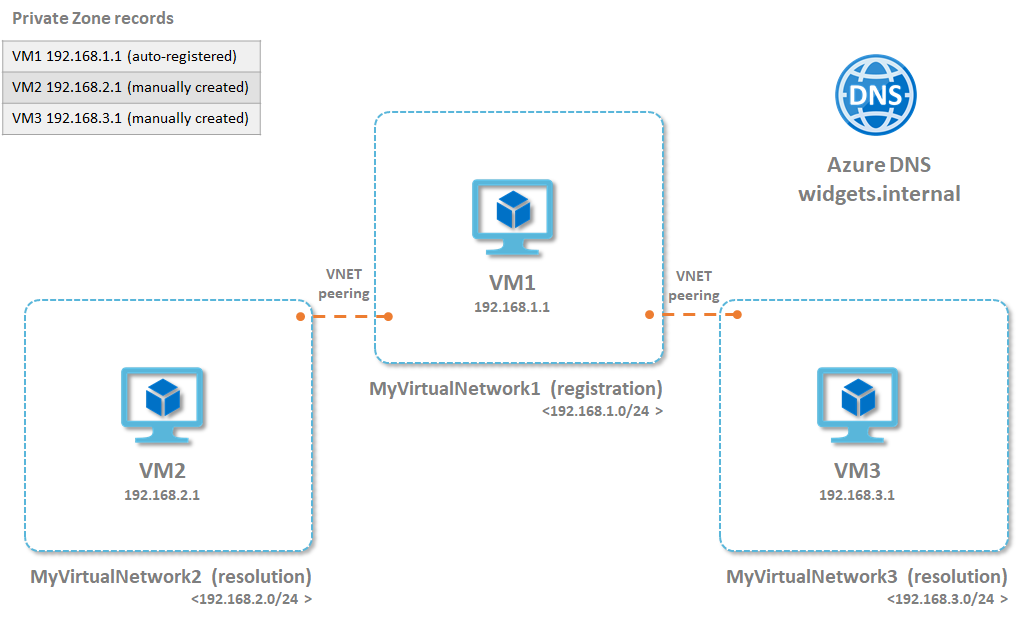 Private Zone records
VM1 192.168.1.1 (auto-registered)
VM2 192.168.2.1 (manually created)
VM3 192.168.3.1 (manually created)
DNS
Azure DNS
widgets.internal
VM1
192.168.1.1
MyVirtualNetwork1 (registration)
<192.168.1.0/24 >
VNET
peering
VNET
peering
VM2
192.168.2.1
MyVirtualNetwork2 (resolution)
<192.168.2.0/24 >
VM3
192.168.3.1
MyVirtualNetwork3 (resolution)
<192.168.3.0/24 >